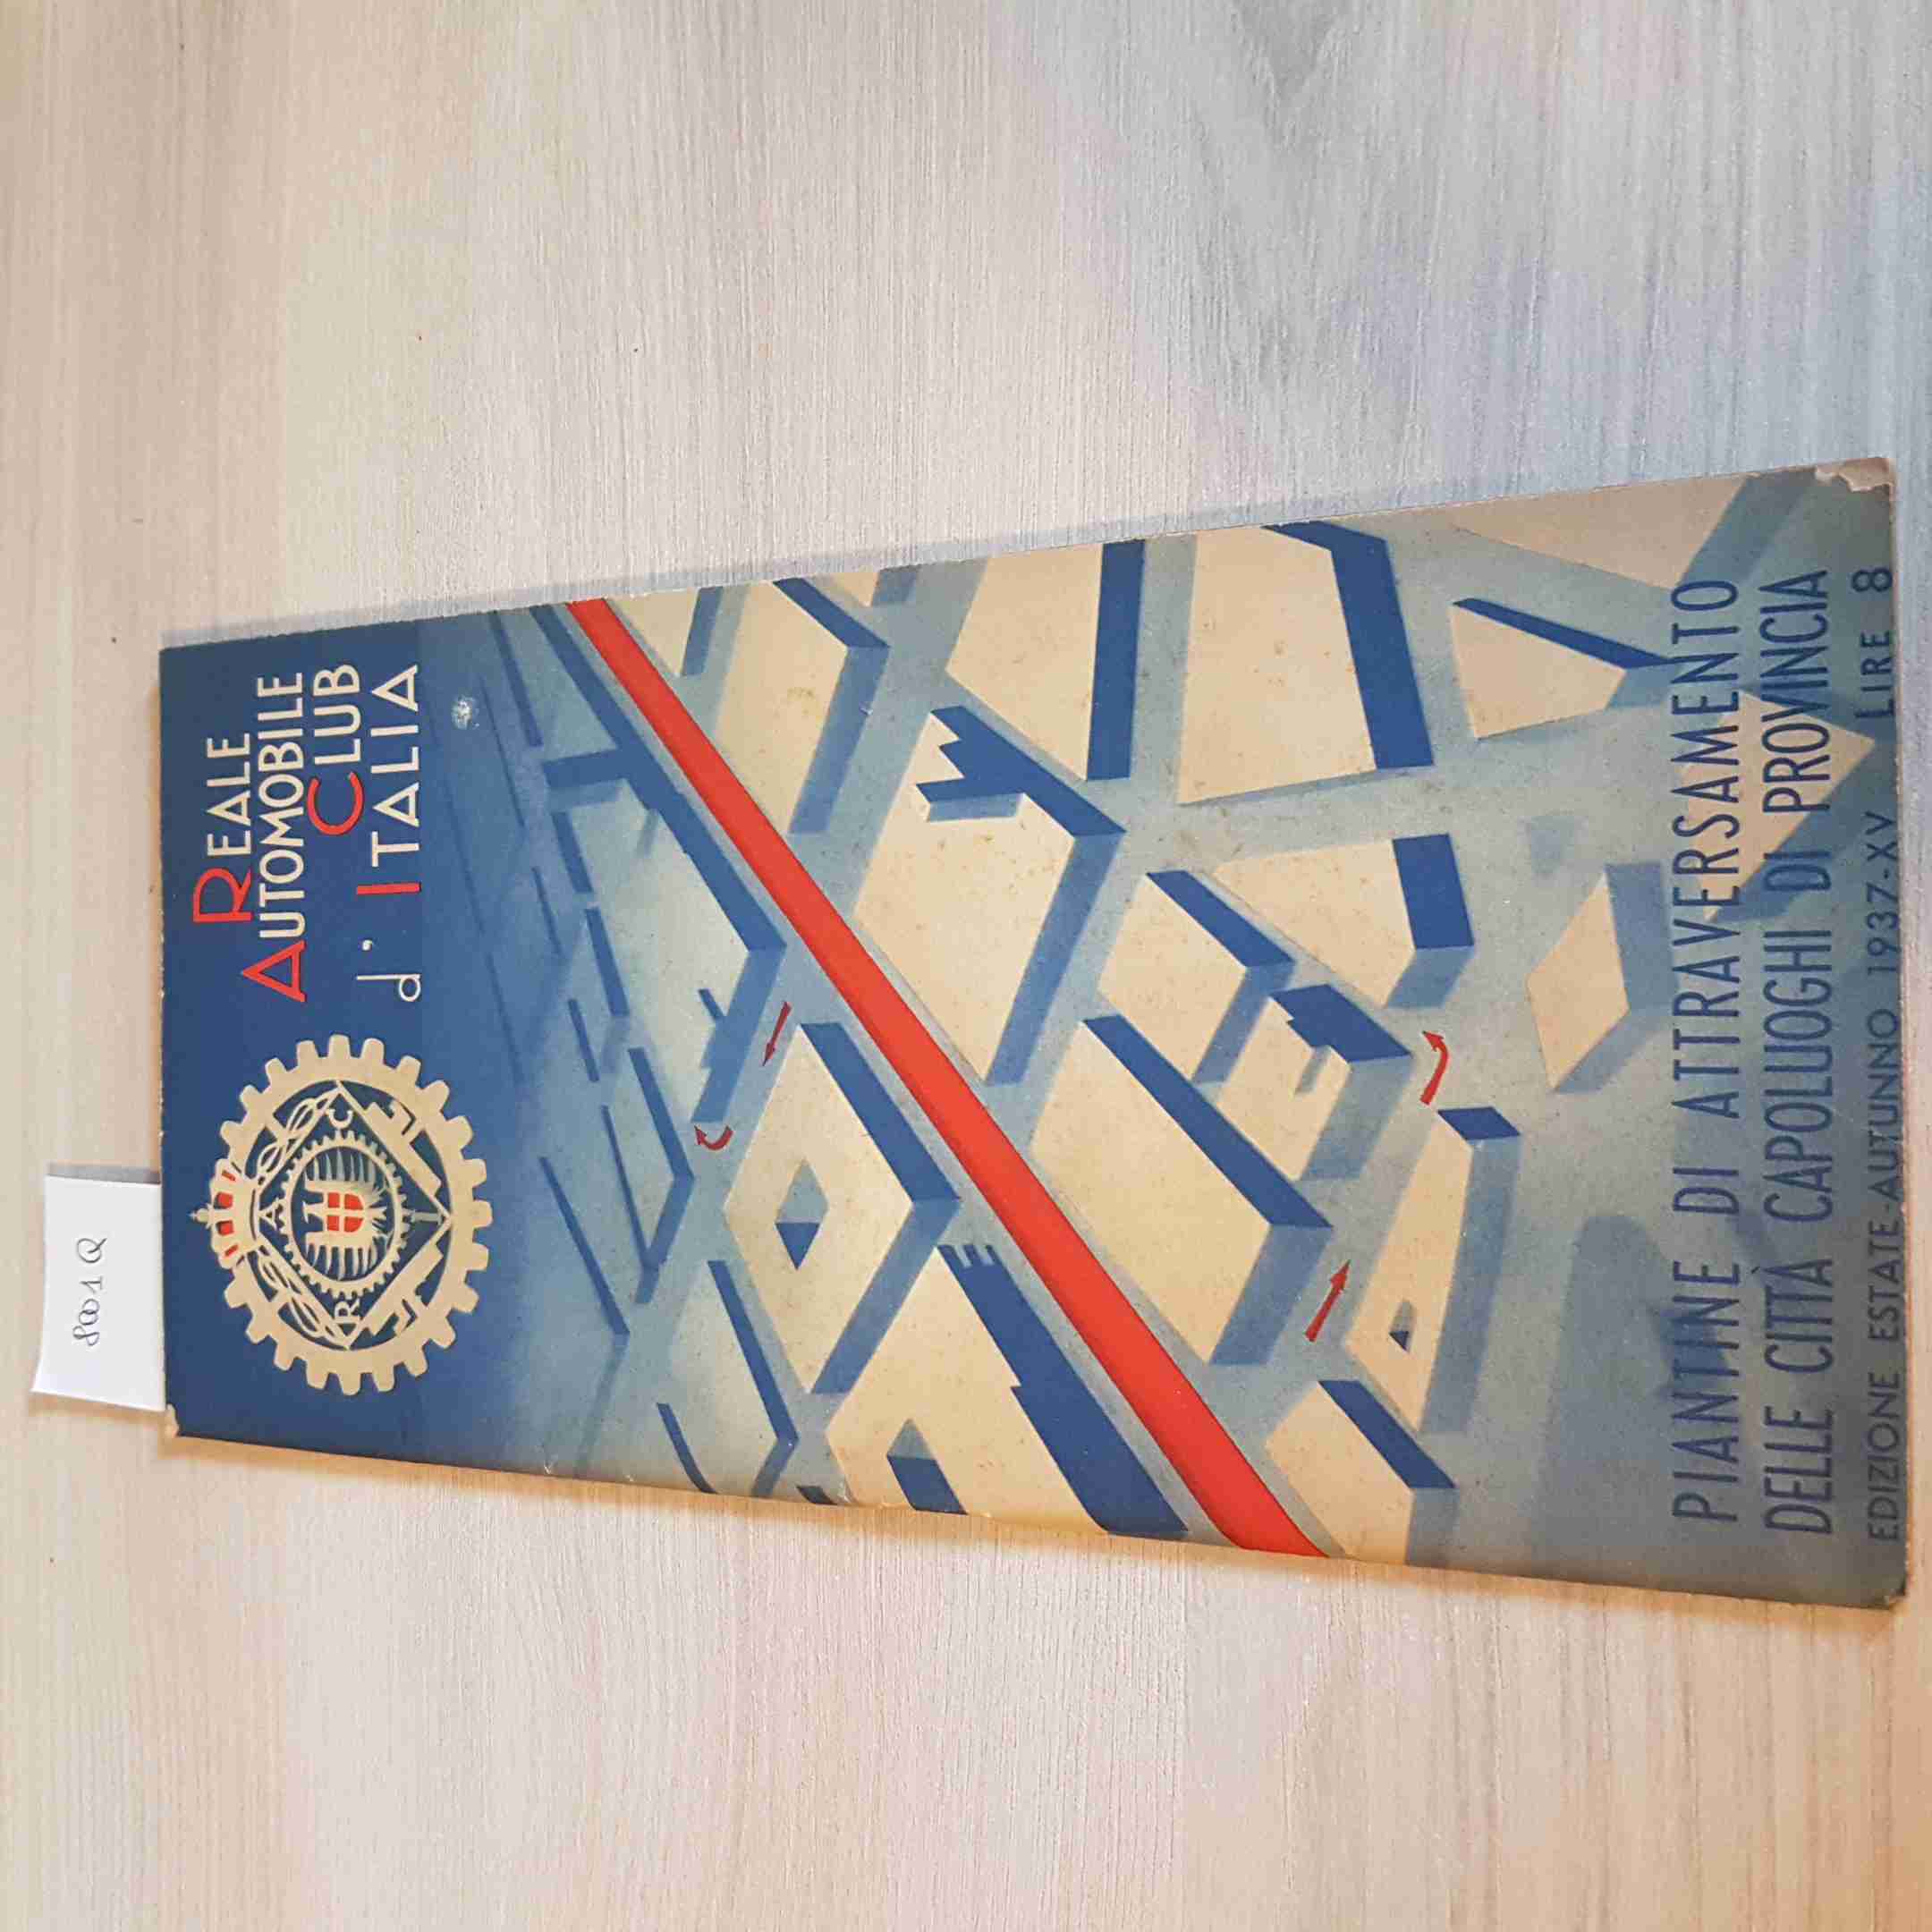 8001 Q
REALE
AUTOMOBILE
CLUB
d'ITALIA
R A C I
PIANTINE DI ATTRAVERSAMENTO
DELLE CITTÀ CAPOLUOGHI DI PROVINCIA
EDIZIONE ESTATE-AUTUNNO 1937-XV LIRE 8